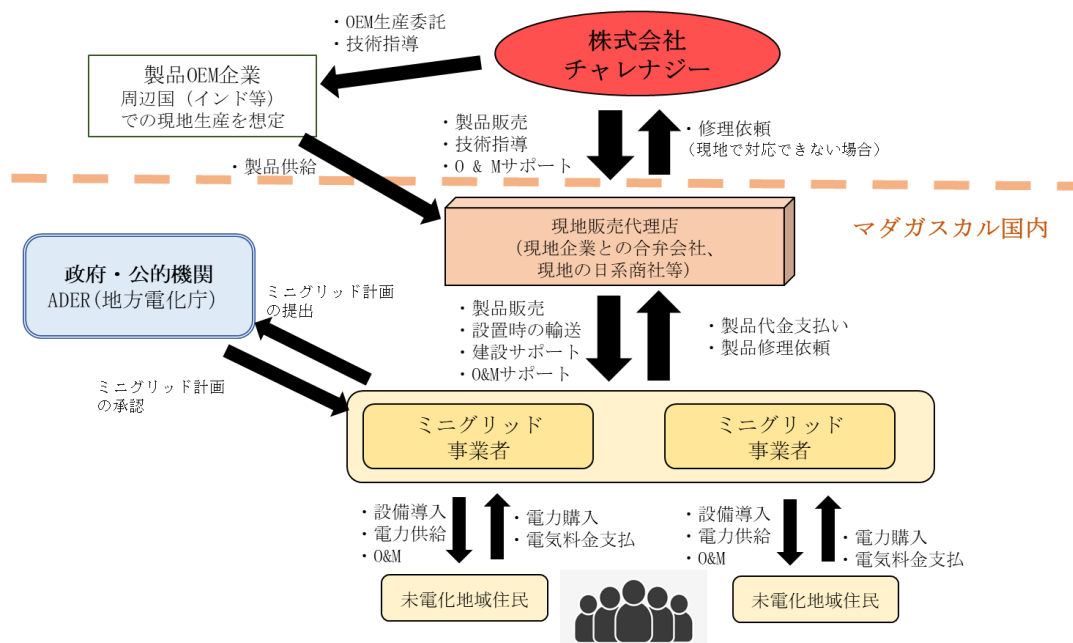 ・OEM生産委託
・技術指導
株式会社
チャレナジー
製品OEM企業
周辺国（インド等）
での現地生産を想定
・製品販売
・技術指導
・O & Mサポート
・修理依頼
（現地で対応できない場合）
・製品供給
マダガスカル国内
現地販売代理店
(現地企業との合弁会社、
現地の日系商社等)
政府・公的機関
ADER(地方電化庁)
ミニグリッド計画
の提出
・製品販売
・設置時の輸送
・建設サポート
・O&Mサポート
・製品代金支払い
・製品修理依頼
ミニグリッド計画
の承認
ミニグリッド
事業者
ミニグリッド
事業者
・設備導入
・電力供給
・O&M
・電力購入
・電気料金支払
・設備導入
・電力供給
・O&M
・電力購入
・電気料金支払
未電化地域住民
未電化地域住民